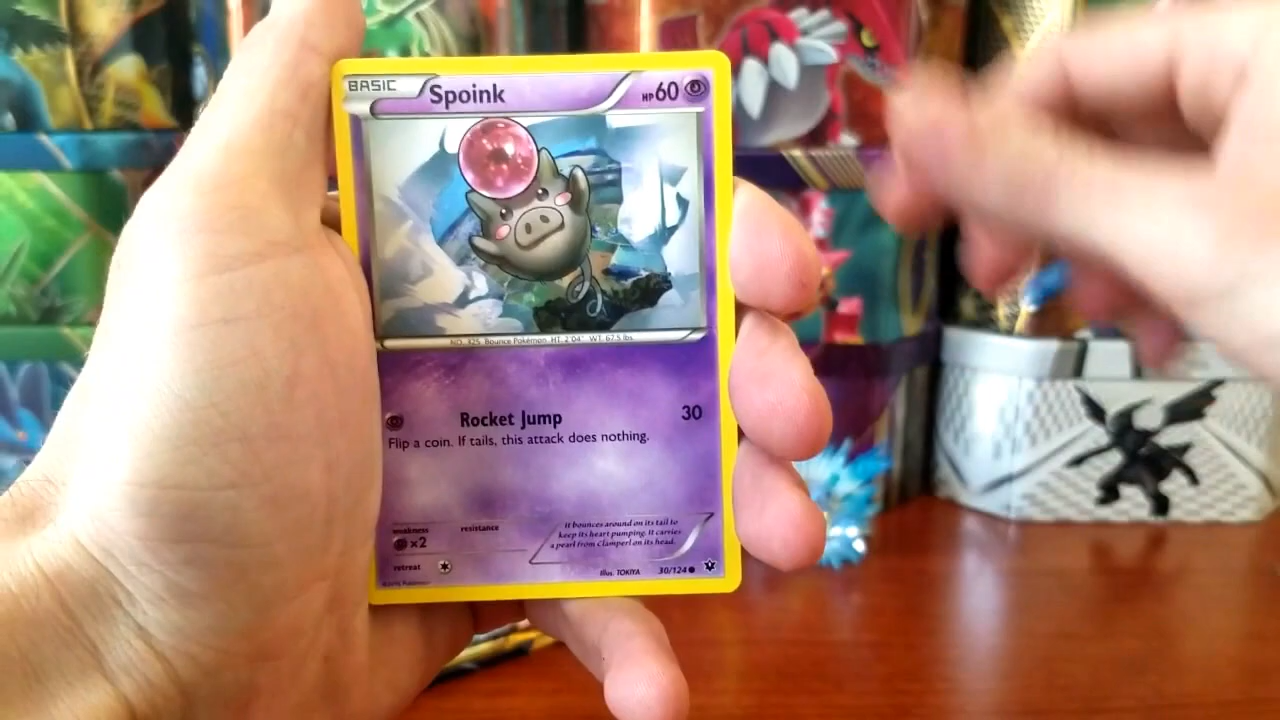 BASIC Spoink HP60
NO. 325 Bounce Pokémon HT. 2'04" WT. 67.5 lbs.
Rocket Jump 30
Flip a coin. If tails, this attack does nothing.
weakness resistance
×2
retreat
It bounces around on its tail to
keep its heart pumping. It carries
a pearl from Clamperl on its head.
Illus. TOKIYA 30/124
©2016 Pokémon